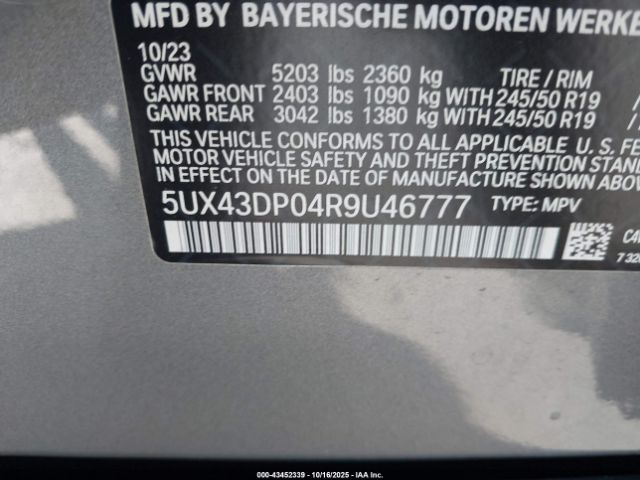 MFD BY BAYERISCHE MOTOREN WERKE
10/23
GVWR 5203 lbs 2360 kg TIRE / RIM
GAWR FRONT 2403 lbs 1090 kg WITH 245/50 R19
GAWR REAR 3042 lbs 1380 kg WITH 245/50 R19
THIS VEHICLE CONFORMS TO ALL APPLICABLE U. S. FE
MOTOR VEHICLE SAFETY AND THEFT PREVENTION STAND
IN EFFECT ON THE DATE OF MANUFACTURE SHOWN ABOV
5UX43DP04R9U46777 TYPE: MPV
000-43452339 - 10/16/2025 - IAA Inc.